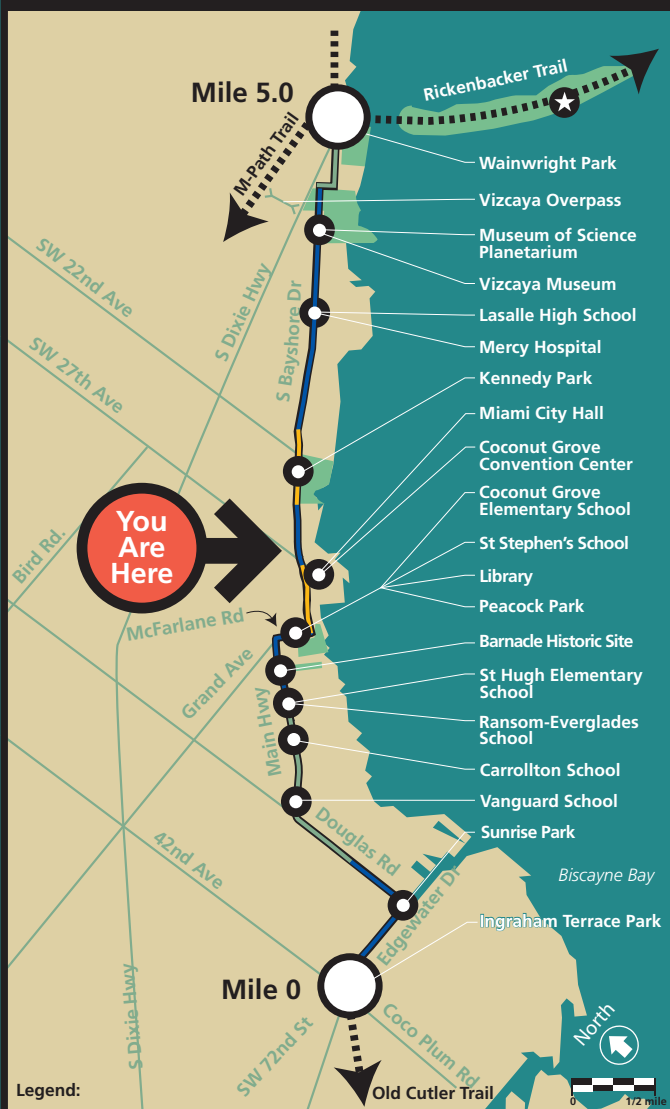 Mile 5.0
Rickenbacker Trail
M-Path Trail
Wainwright Park
Vizcaya Overpass
Museum of Science
Planetarium
Vizcaya Museum
Lasalle High School
Mercy Hospital
Kennedy Park
Miami City Hall
Coconut Grove
Convention Center
Coconut Grove
Elementary School
St Stephen's School
Library
Peacock Park
Barnacle Historic Site
St Hugh Elementary
School
Ransom-Everglades
School
Carrollton School
Vanguard School
Sunrise Park
Biscayne Bay
Ingraham Terrace Park
SW 22nd Ave
SW 27th Ave
S Dixie Hwy
S Bayshore Dr
You
Are
Here
Bird Rd.
McFarlane Rd
Grand Ave
Main Hwy
Douglas Rd
42nd Ave
Edgewater Dr
Mile 0
S Dixie Hwy
SW 72nd St
Coco Plum Rd
North
Legend:
Old Cutler Trail
0
1/2 mile